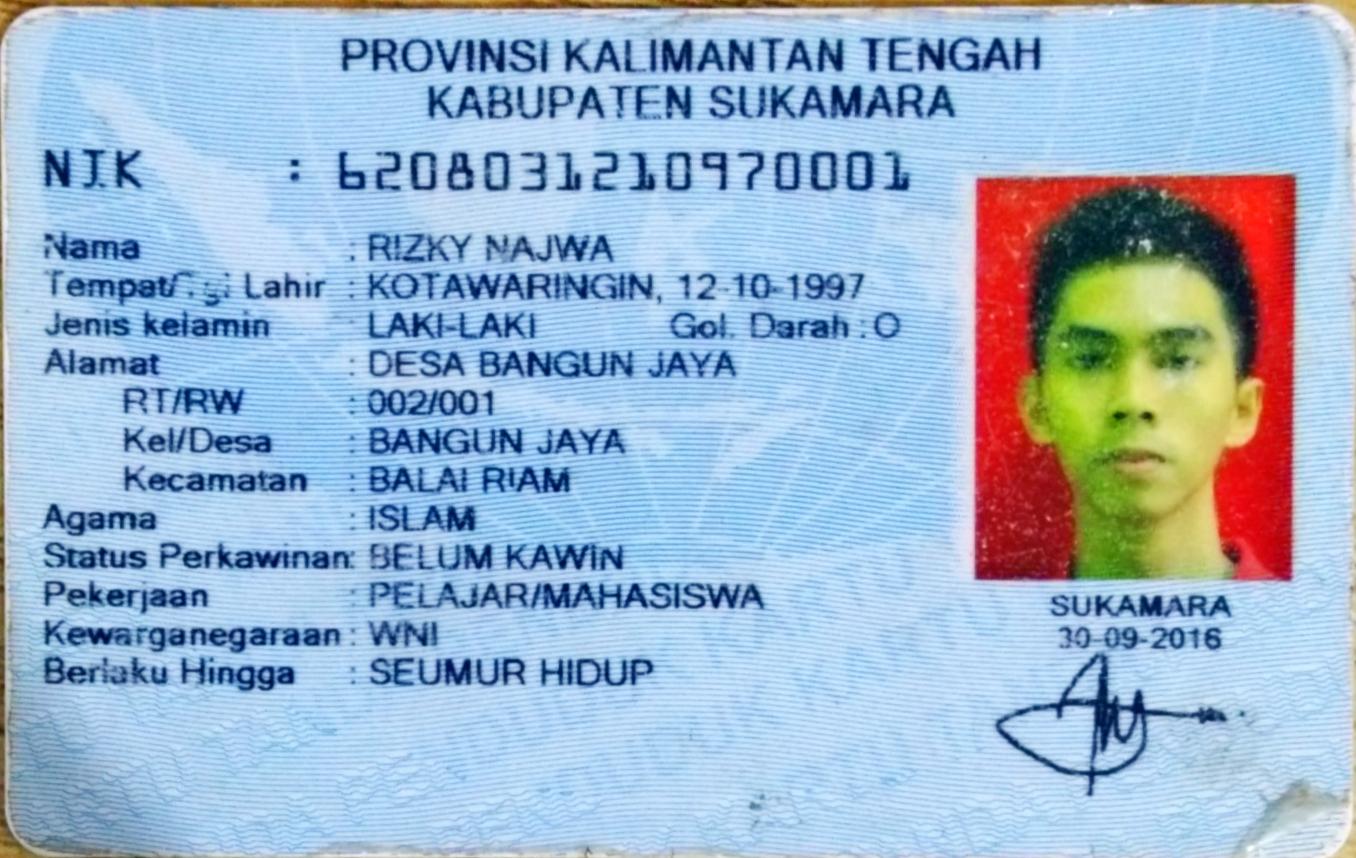 PROVINSI KALIMANTAN TENGAH
KABUPATEN SUKAMARA
NIK : 6208031210970001
Nama : RIZKY NAJWA
Tempat/Tgl Lahir : KOTAWARINGIN, 12-10-1997
Jenis kelamin : LAKI-LAKI Gol. Darah : O
Alamat : DESA BANGUN JAYA
RT/RW : 002/001
Kel/Desa : BANGUN JAYA
Kecamatan : BALAI RIAM
Agama : ISLAM
Status Perkawinan: BELUM KAWIN
Pekerjaan : PELAJAR/MAHASISWA
Kewarganegaraan : WNI
Berlaku Hingga : SEUMUR HIDUP
SUKAMARA
30-09-2016